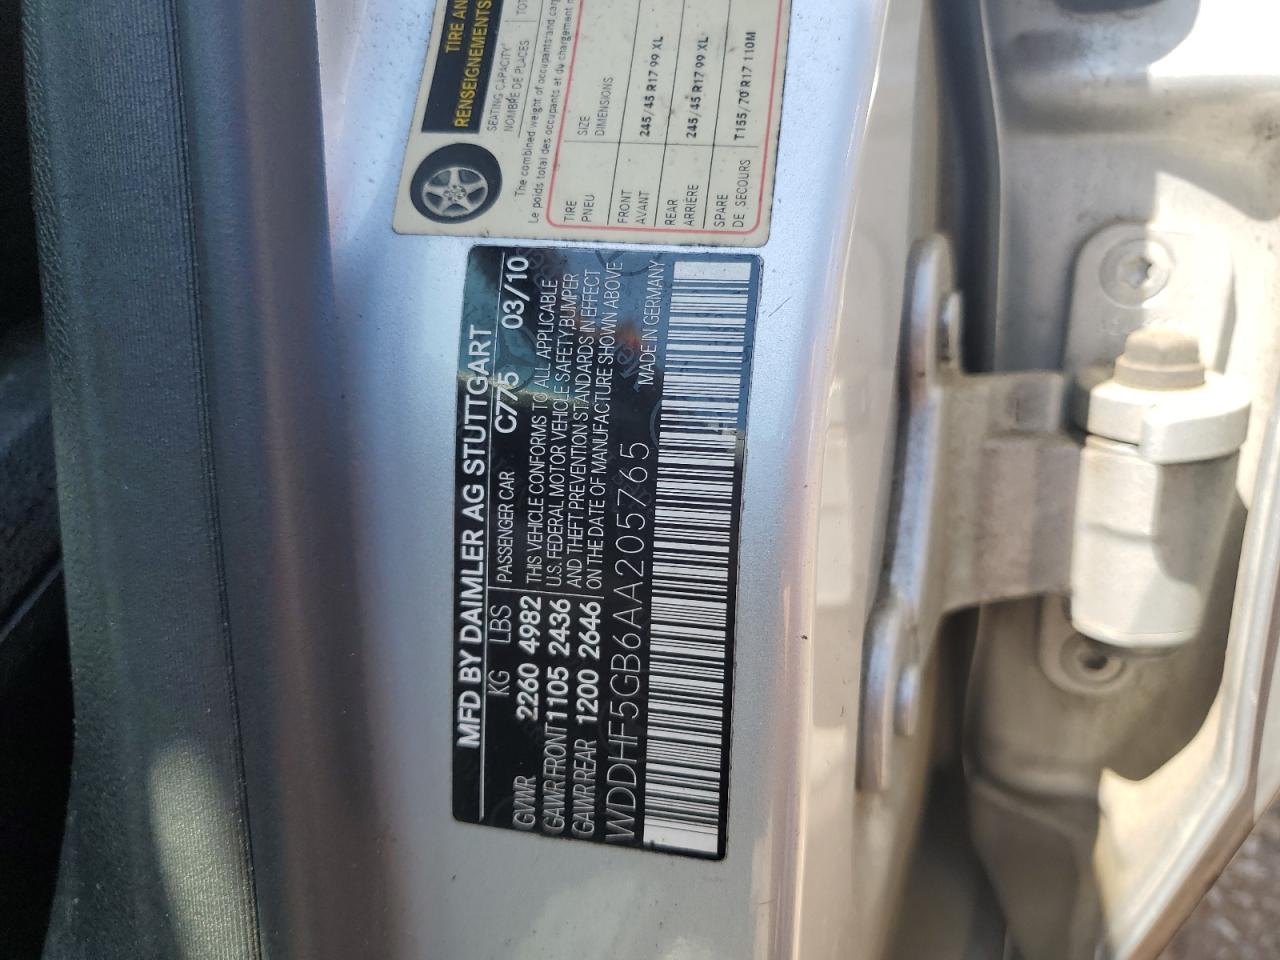 MFD BY DAIMLER AG STUTTGART
KG LBS PASSENGER CAR C775 03/10
GVWR 2260 4982 THIS VEHICLE CONFORMS TO ALL APPLICABLE
GAWR FRONT 1105 2436 U.S. FEDERAL MOTOR VEHICLE SAFETY, BUMPER
GAWR REAR 1200 2646 AND THEFT PREVENTION STANDARDS IN EFFECT
ON THE DATE OF MANUFACTURE SHOWN ABOVE
WDDHF5GB6AA205765 MADE IN GERMANY
TIRE AN
RENSEIGNEMENTS
SEATING CAPACITY
NOMBRE DE PLACES
The combined weight of occupants and
Le poids total des occupants et du chargement
TIRE SIZE
PNEU DIMENSIONS
FRONT 245/45 R17 99 XL
AVANT
REAR 245/45 R17 99 XL
ARRIÈRE
SPARE T155/70 R17 110M
DE SECOURS